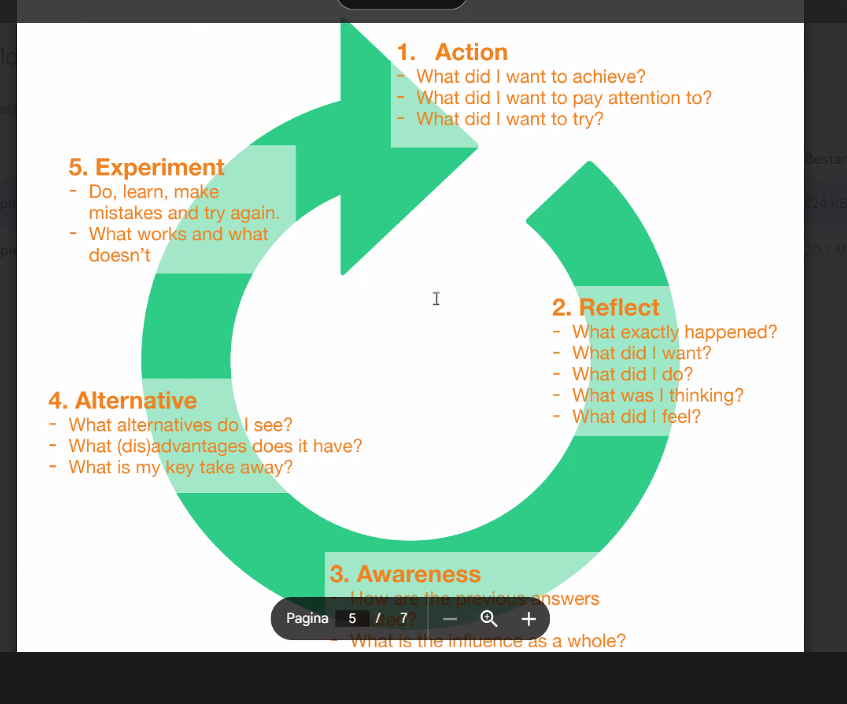 1. Action
- What did I want to achieve?
- What did I want to pay attention to?
- What did I want to try?
5. Experiment
- Do, learn, make
mistakes and try again.
- What works and what
doesn't
2. Reflect
- What exactly happened?
- What did I want?
- What did I do?
- What was I thinking?
- What did I feel?
4. Alternative
- What alternatives do I see?
- What (dis)advantages does it have?
- What is my key take away?
3. Awareness
- How are the previous answers
- What is the influence as a whole?
Pagina 5 / 7
224 KB